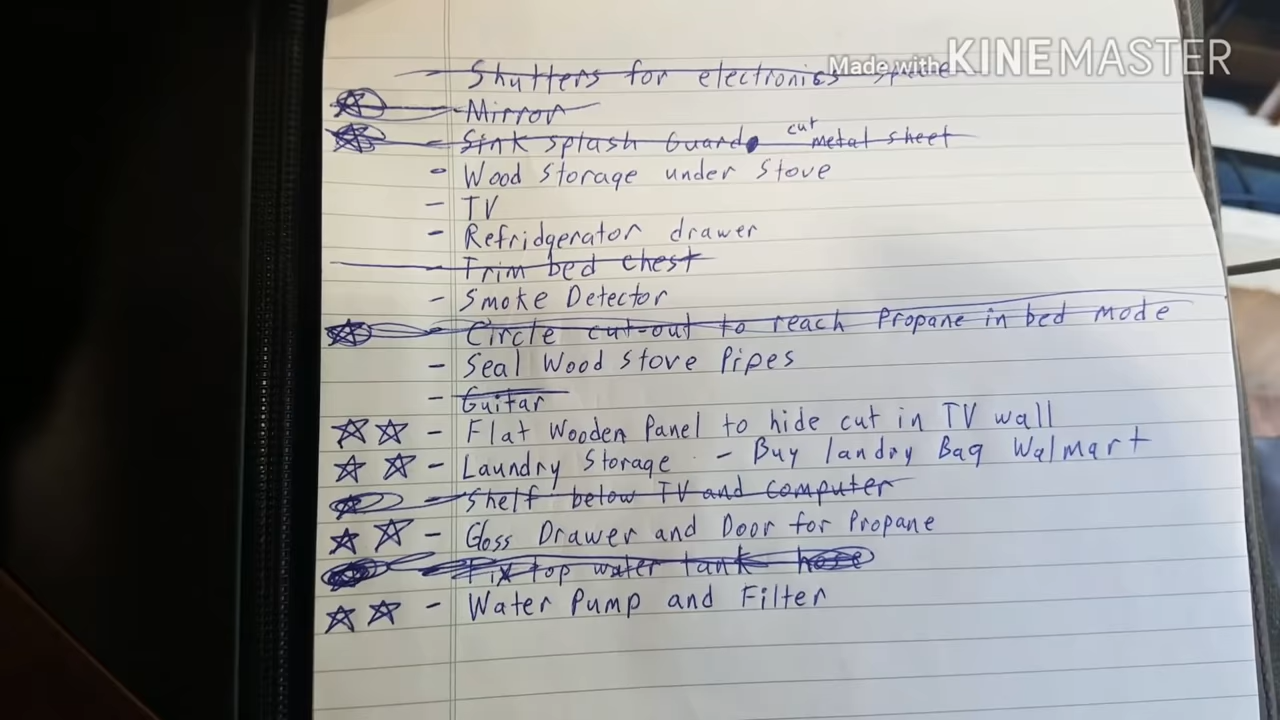 Made with KINEMASTER
- Shutters for electronics space
- Mirror
- Sink splash Guard cut metal sheet
- Wood Storage under Stove
- TV
- Refridgerator drawer
- Trim bed chest
- Smoke Detector
- Circle cut-out to reach Propane in bed mode
- Seal Wood Stove Pipes
- Guitar
- Flat Wooden Panel to hide cut in TV wall
- Laundry Storage - Buy landry Bag Walmart
- Shelf below TV and computer
- Gloss Drawer and Door for Propane
- Fix top water tank hose
- Water Pump and Filter